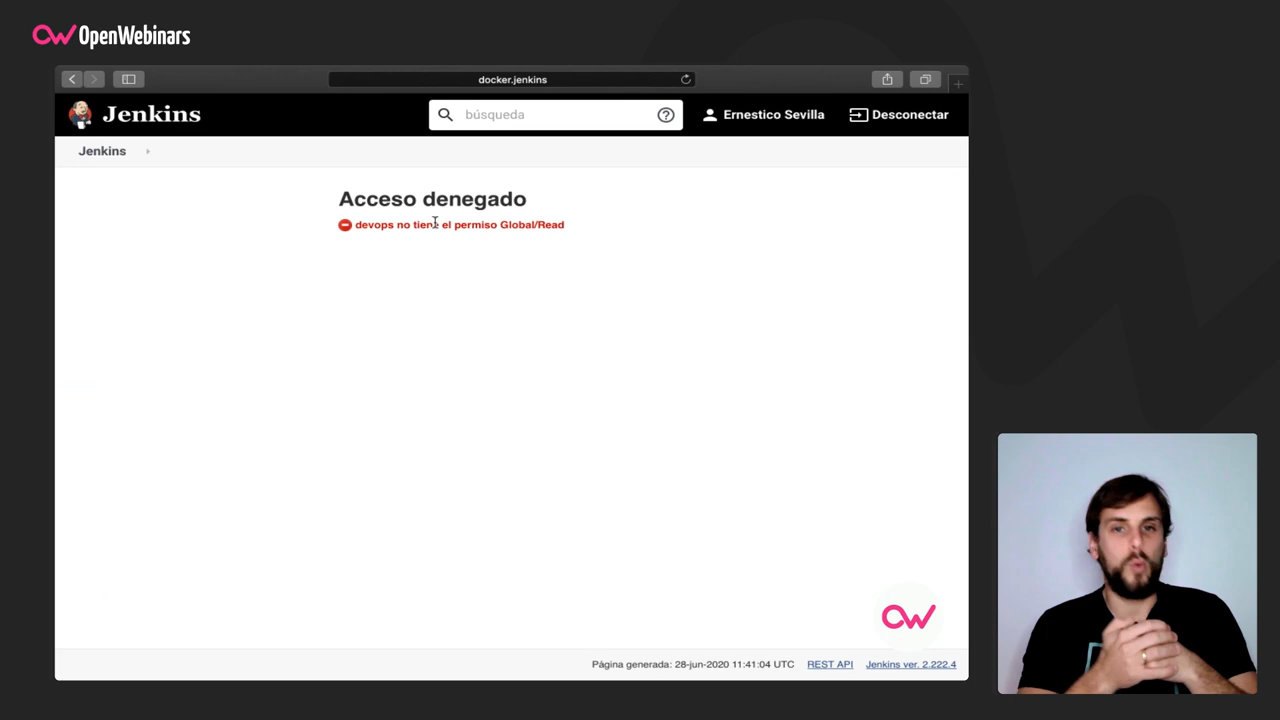 OpenWebinars
docker.jenkins
Jenkins
búsqueda
Ernestico Sevilla
Desconectar
Jenkins
Acceso denegado
devops no tiene el permiso Global/Read
Página generada: 28-jun-2020 11:41:04 UTC
REST API
Jenkins ver. 2.222.4